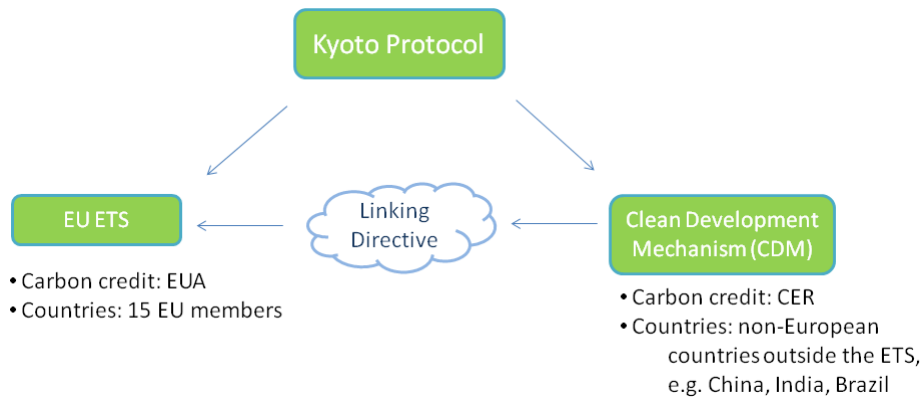 Kyoto Protocol
EU ETS
Linking
Directive
Clean Development
Mechanism (CDM)
• Carbon credit: EUA
• Countries: 15 EU members
• Carbon credit: CER
• Countries: non-European
countries outside the ETS,
e.g. China, India, Brazil